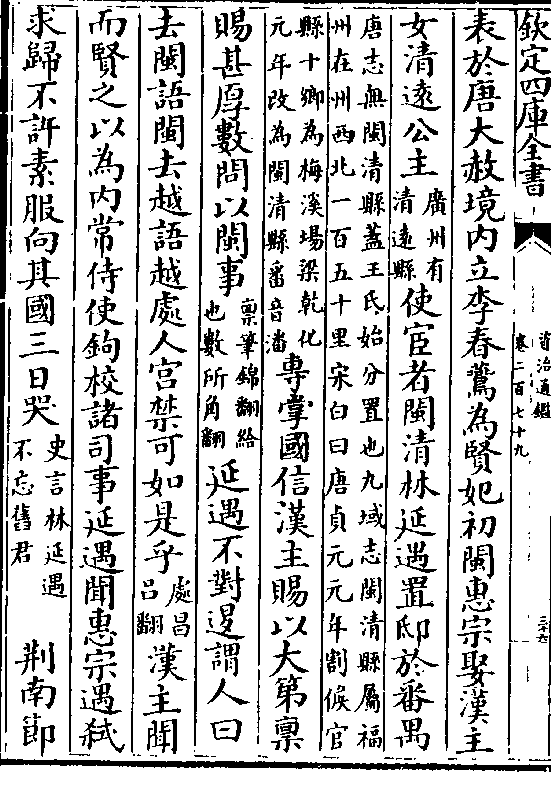 欽定四庫全書
資治通鑑
卷二百七十九
表於唐大赦境內立李春鷰為賢妃初閩惠宗娶漢主
女清逺公主
廣州有
清逺縣
使宦者閩清林延遇置邸於番禺
唐志無閩清縣蓋王氏始分置也九域志閩清縣屬福
州在州西北一百五十里宋白曰唐貞元元年割候官
縣十鄉為梅溪場梁乾化
元年改為閩清縣番音潘
專掌國信漢主賜以大第禀
賜甚厚數問以閩事
禀筆錦翻給
也數所角翻
延遇不對退謂人曰
去閩語閩去越語越處人宮禁可如是乎
處昌
吕翻
漢主聞
而賢之以為内常侍使鉤校諸司事延遇聞惠宗遇弑
求歸不許素服向其國三日哭
史言林延遇
不忘舊君
荆南節